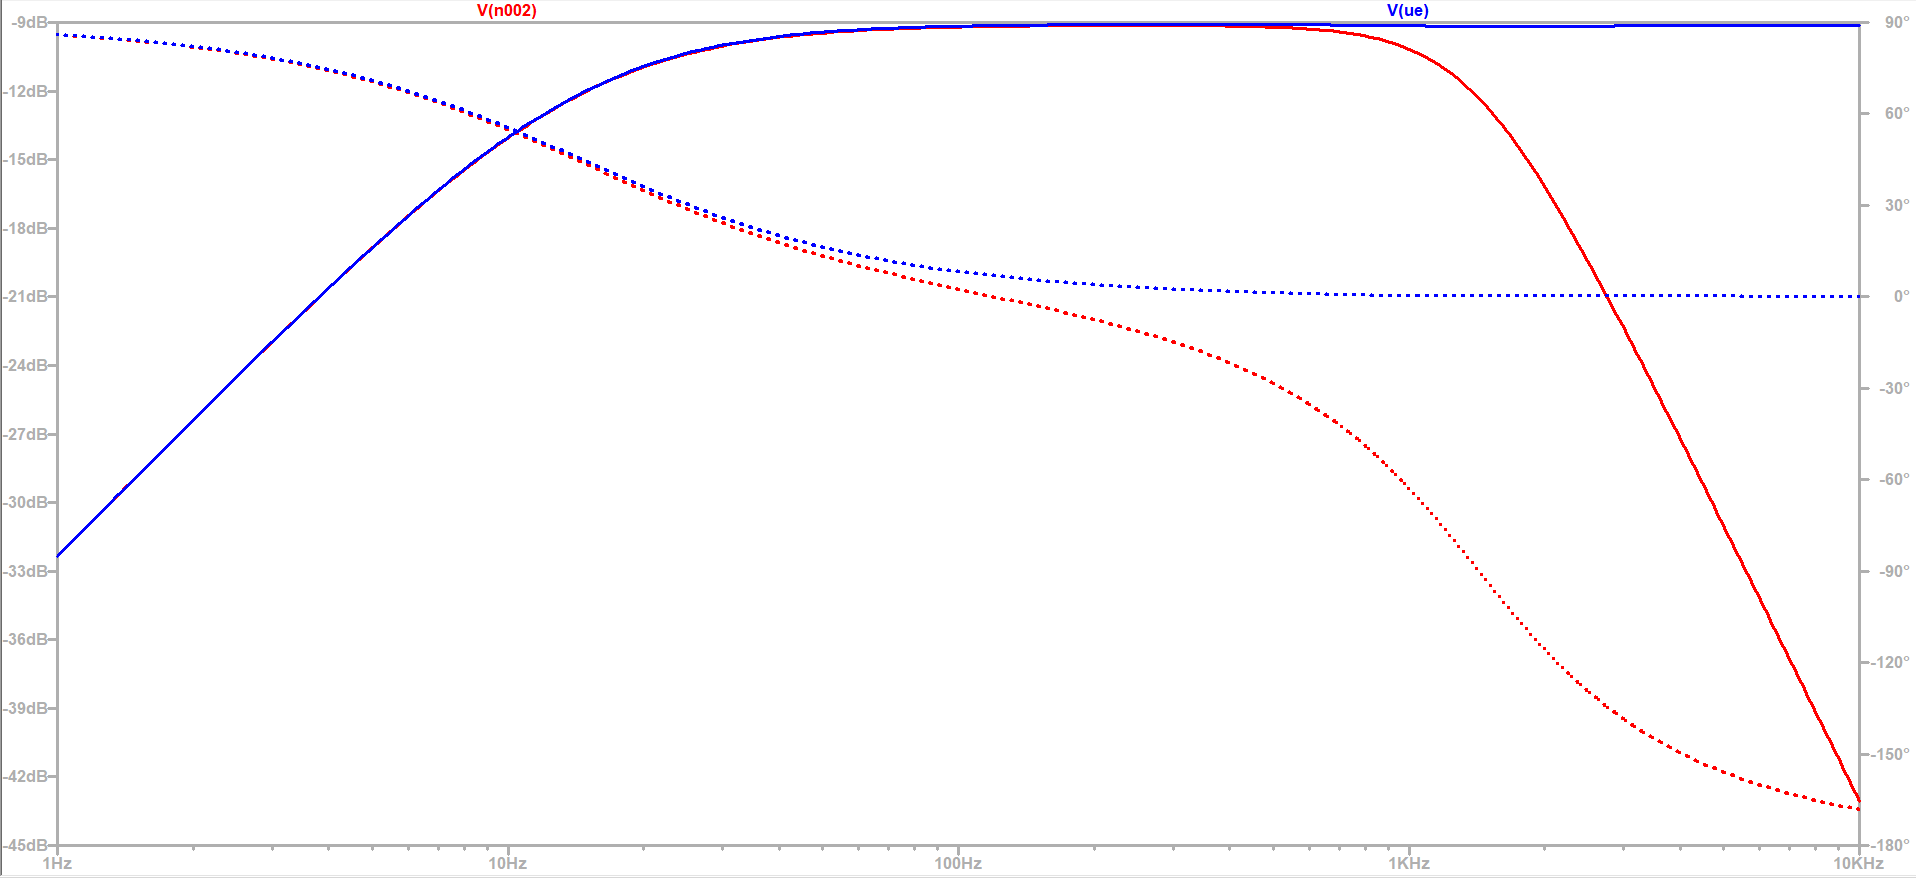 V(n002) V(ue)
-9dB 90°
-12dB
60°
-15dB
30°
-18dB
-21dB 0°
-24dB
-30°
-27dB
-60°
-30dB
-33dB -90°
-36dB
-120°
-39dB
-150°
-42dB
-45dB -180°
1Hz 10Hz 100Hz 1KHz 10KHz